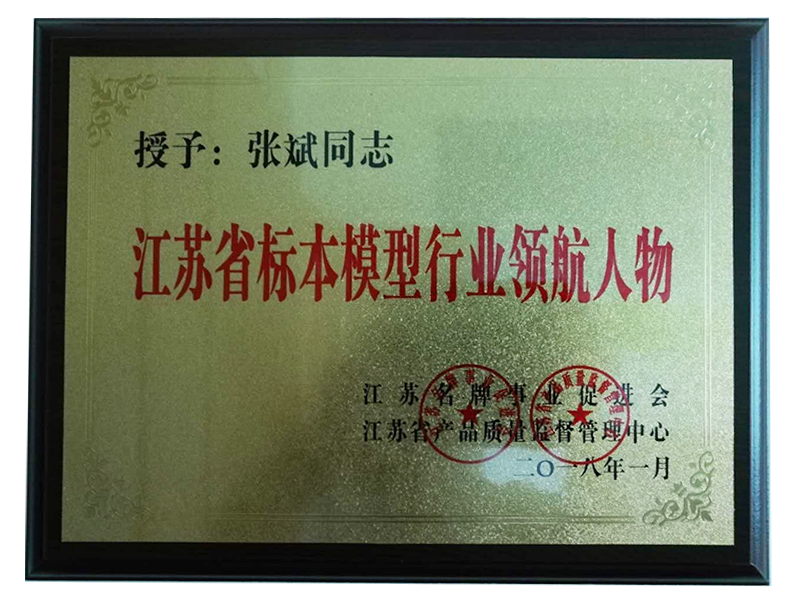 授予：张斌同志
江苏省标本模型行业领航人物
江苏名牌事业促进会
江苏省产品质量监督管理中心
二〇一八年一月